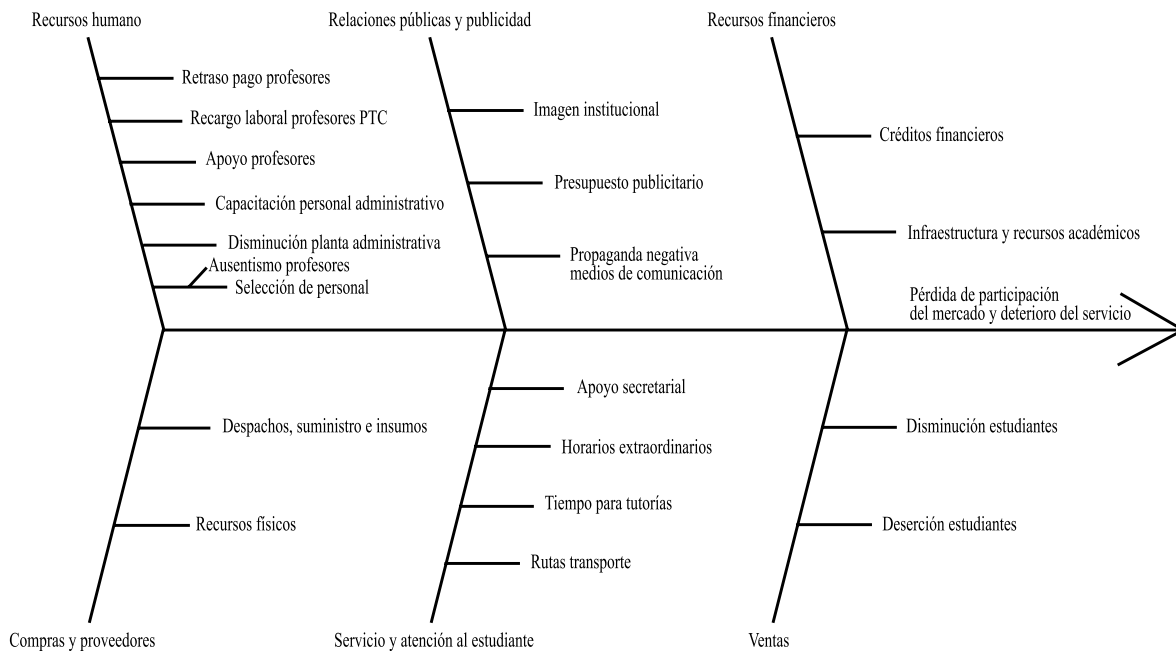 Recursos humano
Relaciones públicas y publicidad
Recursos financieros
Retraso pago profesores
Recargo laboral profesores PTC
Apoyo profesores
Capacitación personal administrativo
Disminución planta administrativa
Ausentismo profesores
Selección de personal
Imagen institucional
Presupuesto publicitario
Propaganda negativa
medios de comunicación
Créditos financieros
Infraestructura y recursos académicos
Pérdida de participación
del mercado y deterioro del servicio
Despachos, suministro e insumos
Recursos físicos
Apoyo secretarial
Horarios extraordinarios
Tiempo para tutorías
Rutas transporte
Disminución estudiantes
Deserción estudiantes
Compras y proveedores
Servicio y atención al estudiante
Ventas